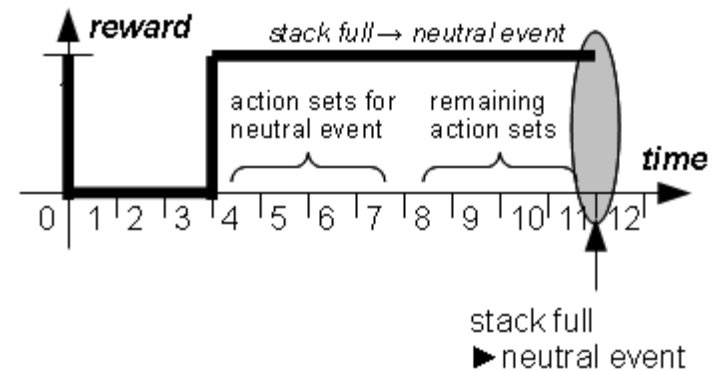 reward
stack full→ neutral event
action sets for
neutral event
remaining
action sets
time
0 1 2 3 4 5 6 7 8 9 10 11 12
stack full
▶ neutral event